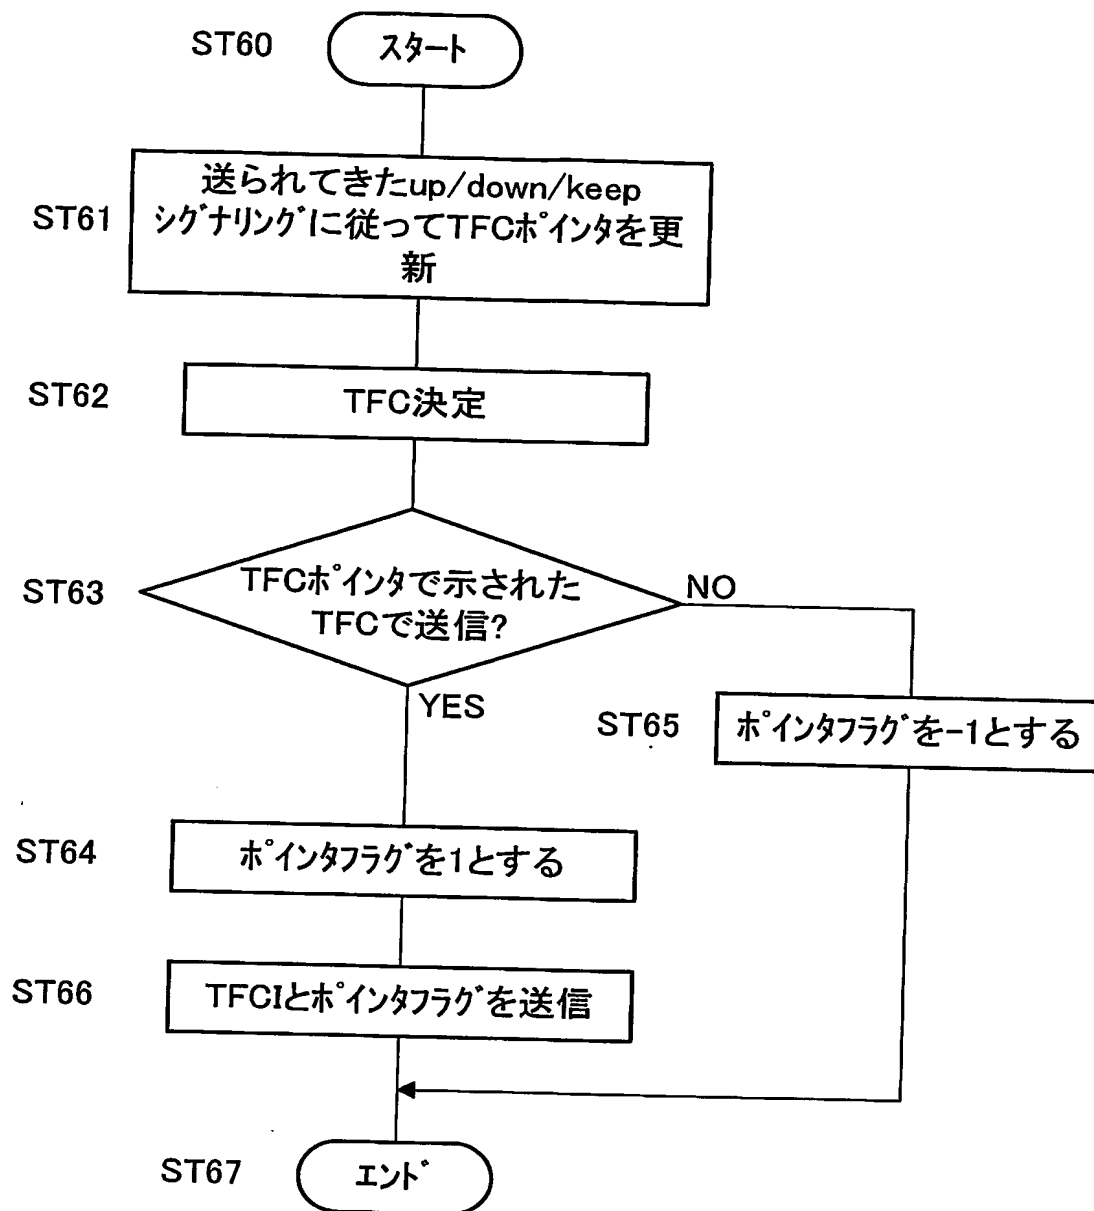 ST60
スタート
ST61
送られてきたup/down/keep
シグナリングに従ってTFCポインタを更
新
ST62
TFC決定
ST63
TFCポインタで示された
TFCで送信?
NO
YES
ST65
ポインタフラグを-1とする
ST64
ポインタフラグを1とする
ST66
TFCIとポインタフラグを送信
ST67
エンド